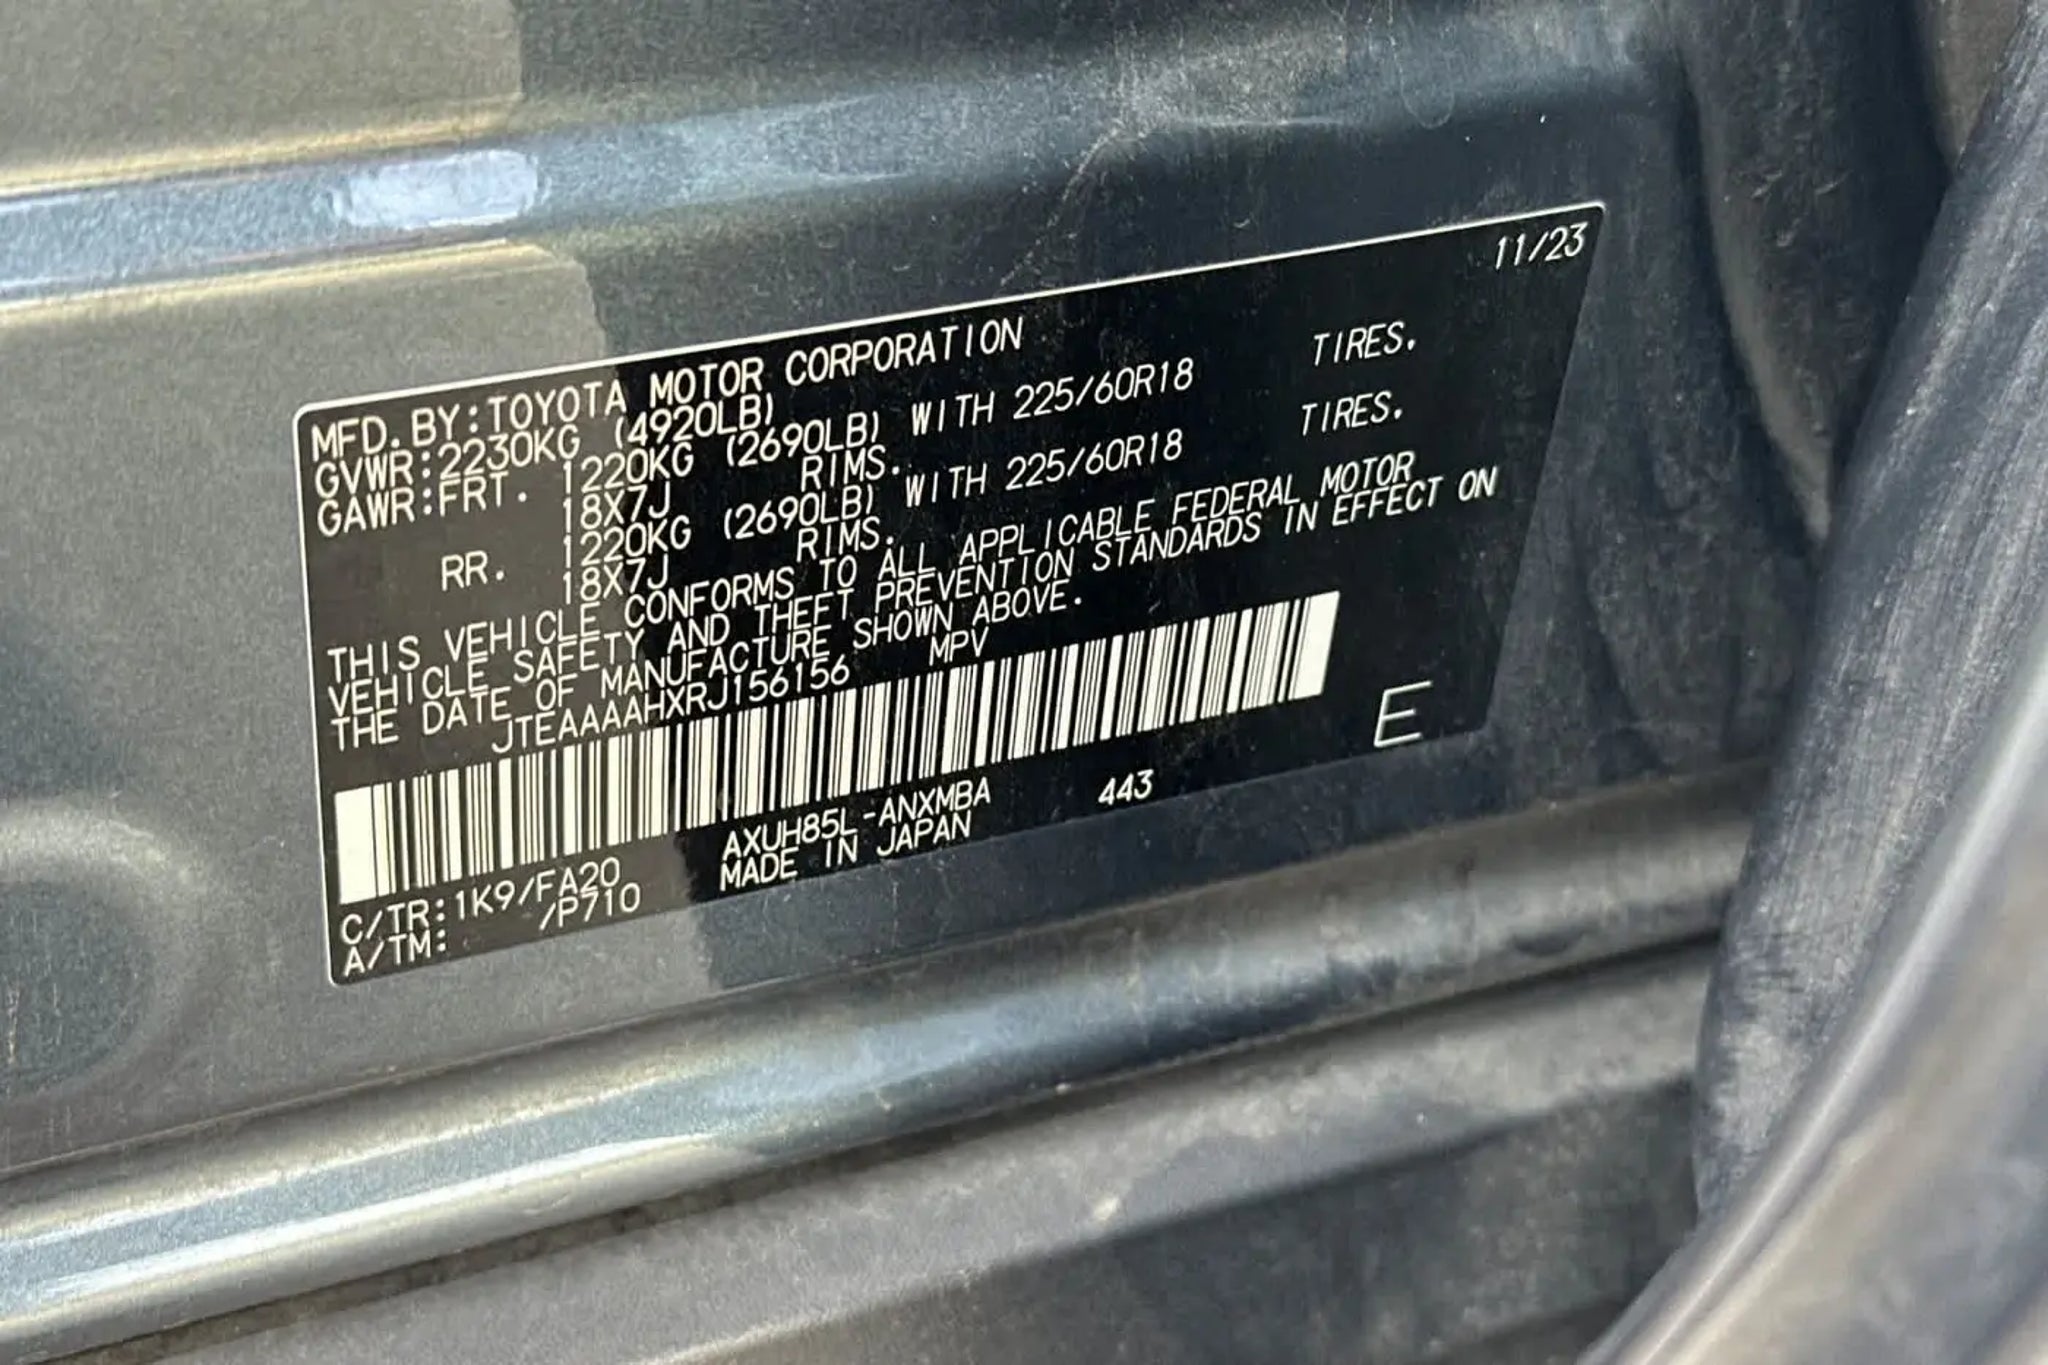 11/23
MFD. BY:TOYOTA MOTOR CORPORATION
GVWR:2230KG (4920LB)
GAWR:FRT. 1220KG (2690LB) WITH 225/60R18 TIRES.
18X7J RIMS.
RR. 1220KG (2690LB) WITH 225/60R18 TIRES.
18X7J RIMS.
THIS VEHICLE CONFORMS TO ALL APPLICABLE FEDERAL MOTOR
VEHICLE SAFETY AND THEFT PREVENTION STANDARDS IN EFFECT ON
THE DATE OF MANUFACTURE SHOWN ABOVE.
JTEAAAAHXRJ156156 MPV
E
AXUH85L-ANXMBA 443
MADE IN JAPAN
C/TR:1K9/FA20
A/TM: /P710